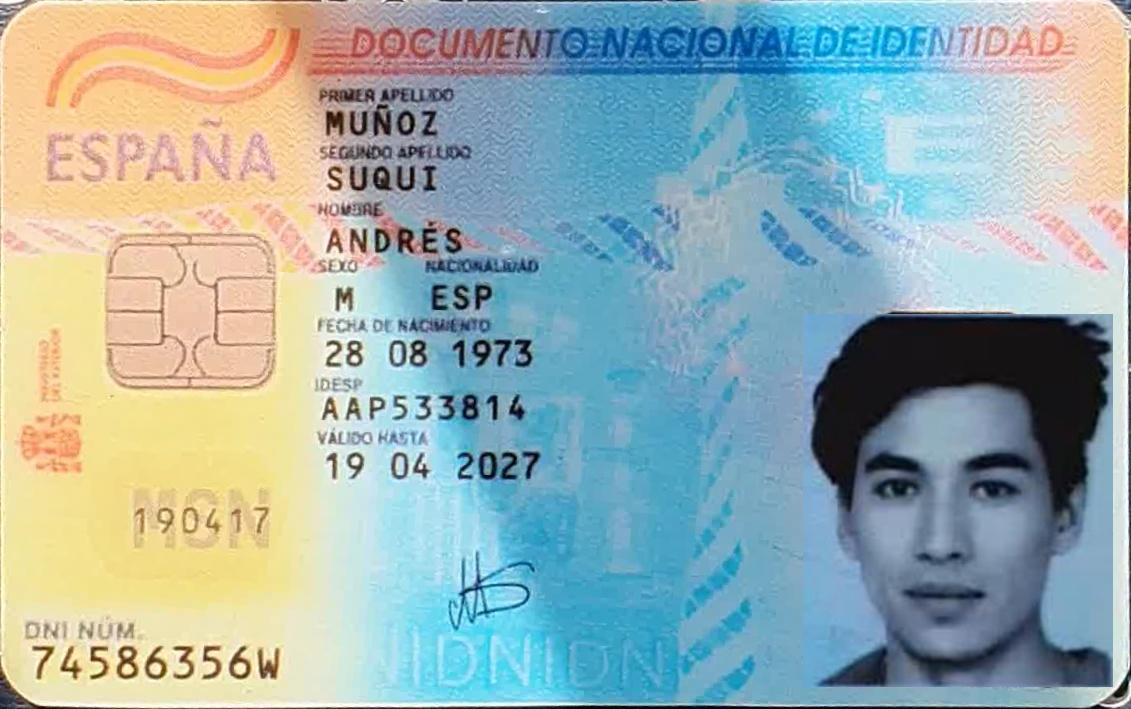 DOCUMENTO NACIONAL DE IDENTIDAD
ESPAÑA
PRIMER APELLIDO
MUÑOZ
SEGUNDO APELLIDO
SUQUI
NOMBRE
ANDRÉS
SEXO NACIONALIDAD
M ESP
FECHA DE NACIMIENTO
28 08 1973
IDESP
AAP533814
VÁLIDO HASTA
19 04 2027
190417
DNI NÚM.
74586356W